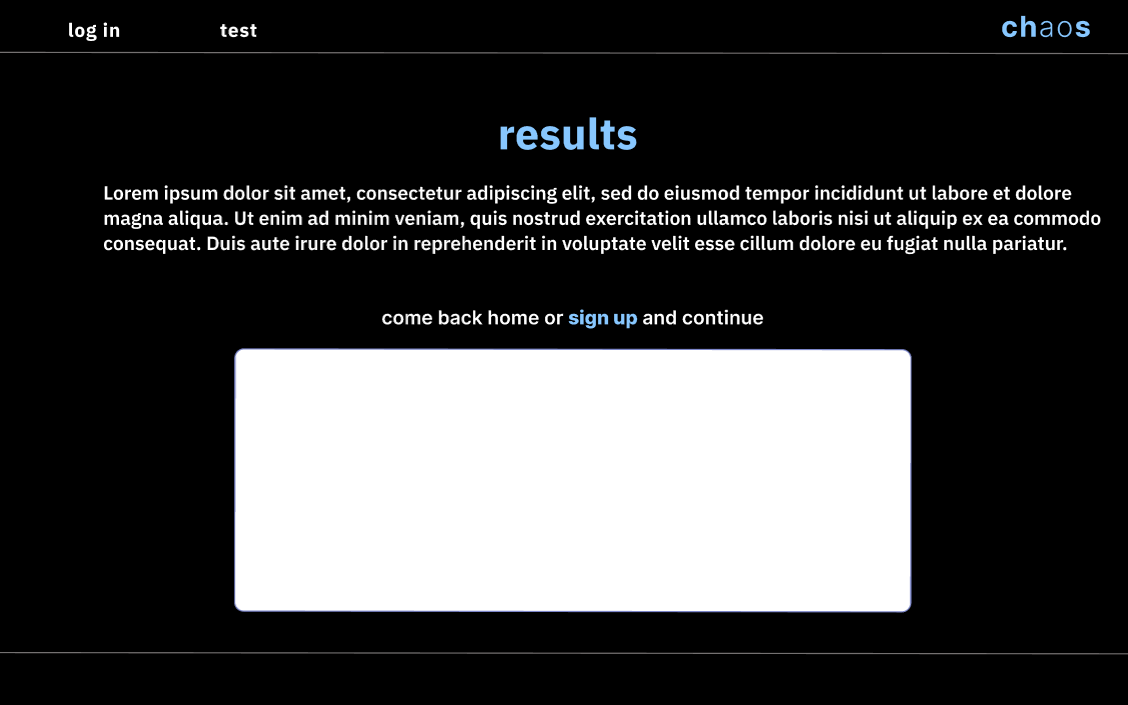 log in test chaos
results
Lorem ipsum dolor sit amet, consectetur adipiscing elit, sed do eiusmod tempor incididunt ut labore et dolore
magna aliqua. Ut enim ad minim veniam, quis nostrud exercitation ullamco laboris nisi ut aliquip ex ea commodo
consequat. Duis aute irure dolor in reprehenderit in voluptate velit esse cillum dolore eu fugiat nulla pariatur.
come back home or sign up and continue